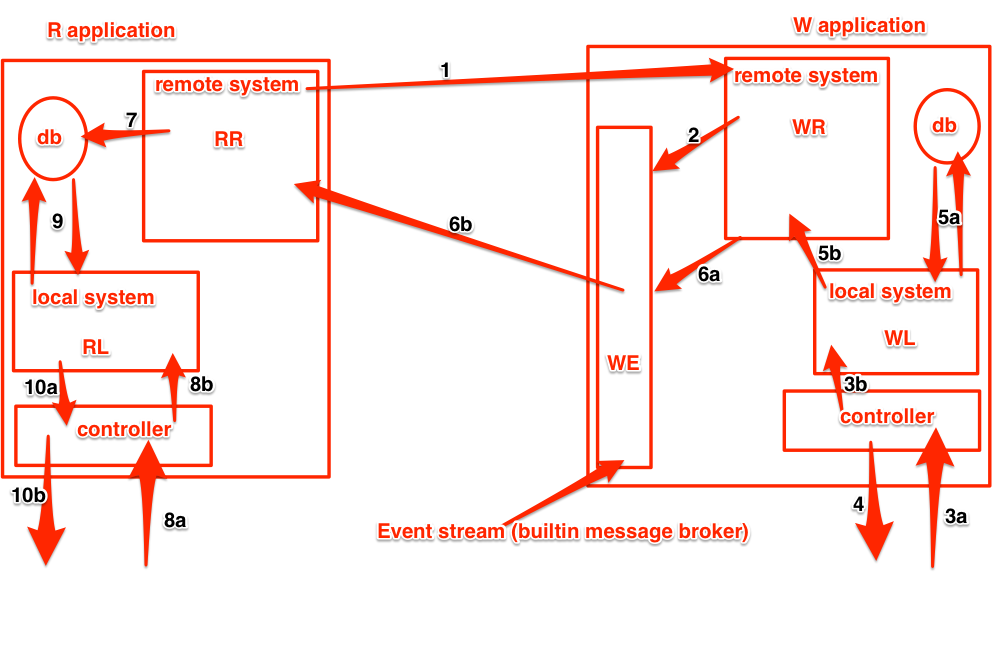 R application
W application
remote system
RR
db
7
1
remote system
WR
db
2
9
6b
6a
5b
5a
local system
RL
local system
WL
WE
10a
8b
3b
controller
controller
10b
8a
4
3a
Event stream (builtin message broker)